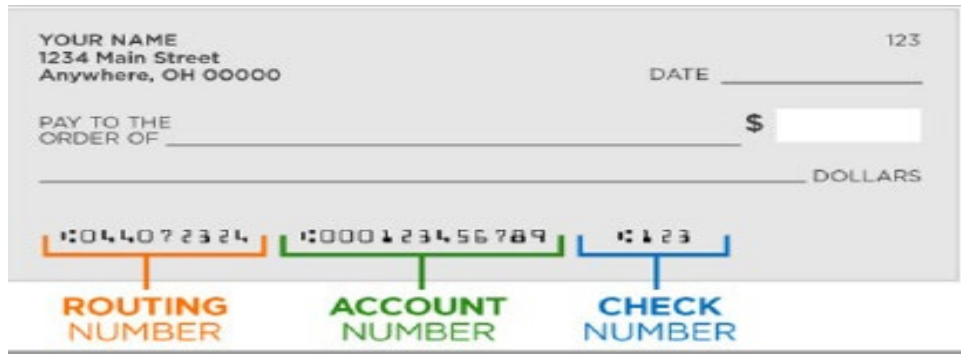 YOUR NAME
123
1234 Main Street
Anywhere, OH 00000
DATE
PAY TO THE
ORDER OF
$
DOLLARS
⑆044072324 ⑆000123456789 ⑆123
ROUTING ACCOUNT CHECK
NUMBER NUMBER NUMBER